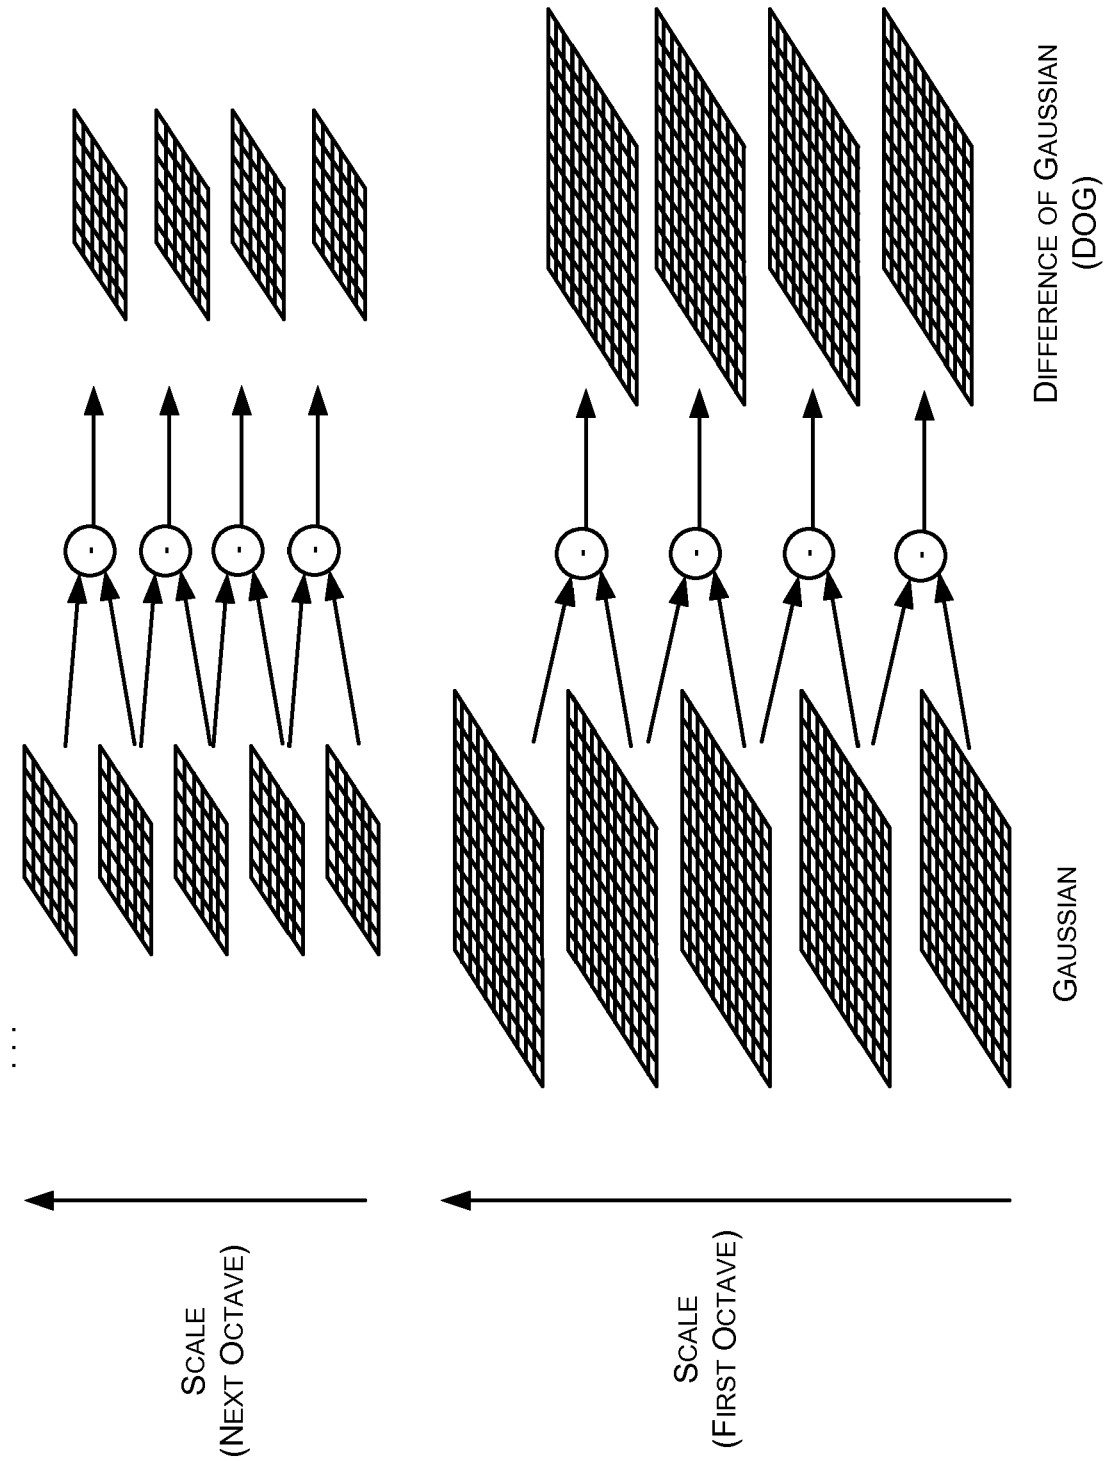 . . .
SCALE
(NEXT OCTAVE)
SCALE
(FIRST OCTAVE)
GAUSSIAN
DIFFERENCE OF GAUSSIAN
(DOG)